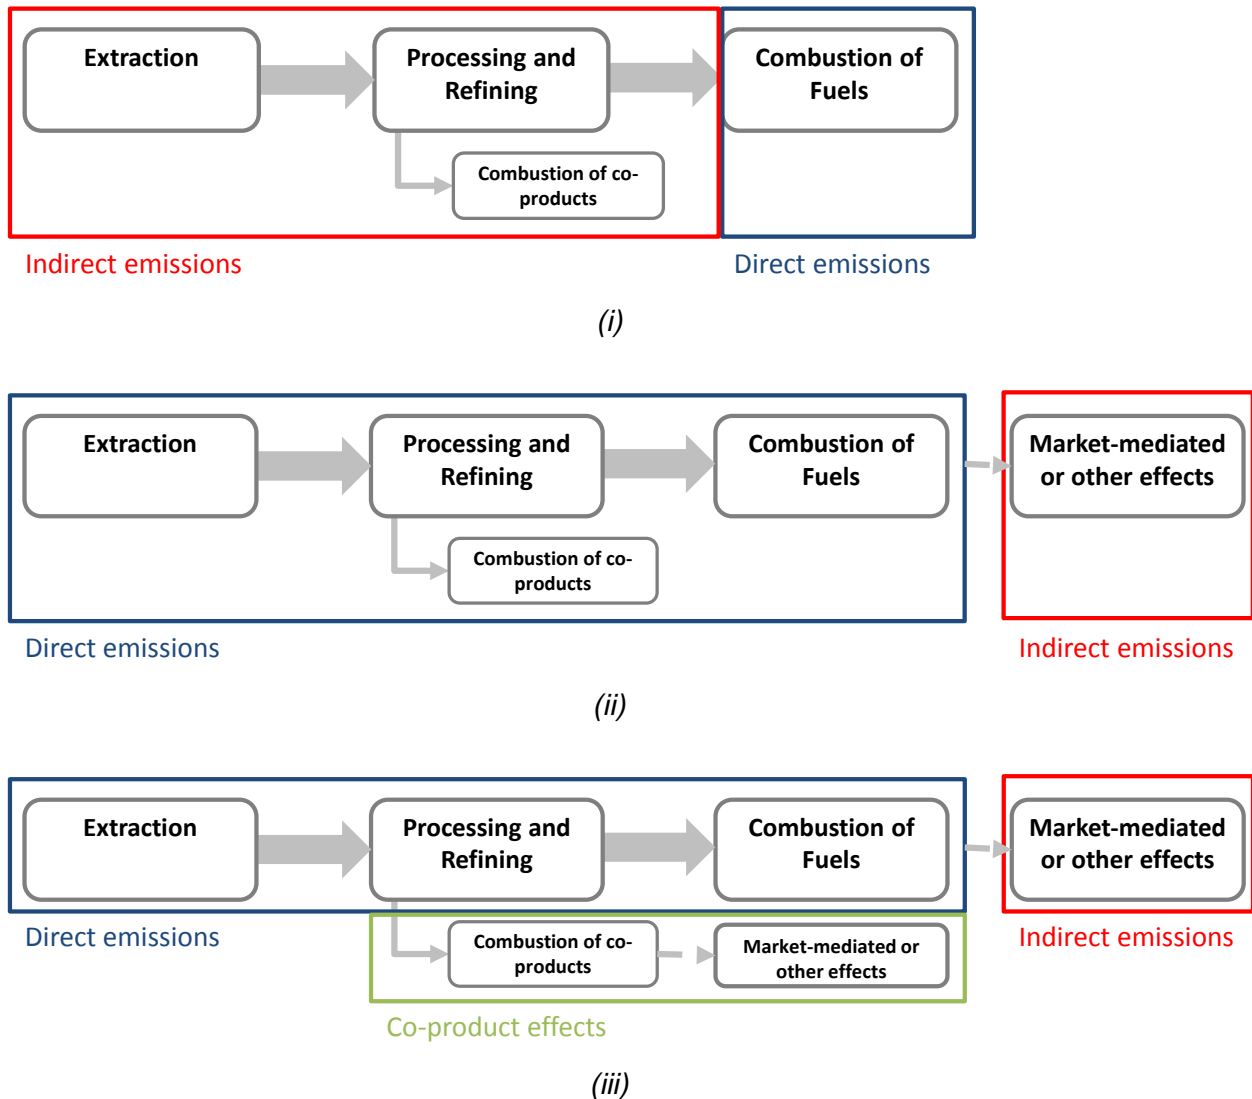 Extraction
Processing and
Refining
Combustion of
Fuels
Combustion of co-
products
Indirect emissions
Direct emissions
(i)
Extraction
Processing and
Refining
Combustion of
Fuels
Market-mediated
or other effects
Combustion of co-
products
Direct emissions
Indirect emissions
(ii)
Extraction
Processing and
Refining
Combustion of
Fuels
Market-mediated
or other effects
Direct emissions
Indirect emissions
Combustion of co-
products
Market-mediated or
other effects
Co-product effects
(iii)